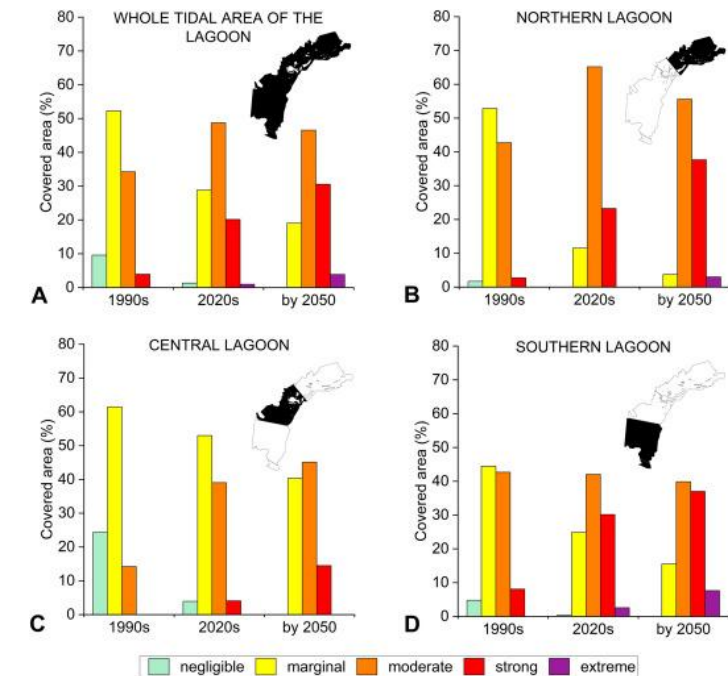 WHOLE TIDAL AREA OF THE
LAGOON
80
70
60
50
40
30
20
10
0
Covered area (%)
1990s 2020s by 2050
A
NORTHERN LAGOON
80
70
60
50
40
30
20
10
0
Covered area (%)
1990s 2020s by 2050
B
CENTRAL LAGOON
80
70
60
50
40
30
20
10
0
Covered area (%)
1990s 2020s by 2050
C
SOUTHERN LAGOON
80
70
60
50
40
30
20
10
0
Covered area (%)
1990s 2020s by 2050
D
negligible marginal moderate strong extreme